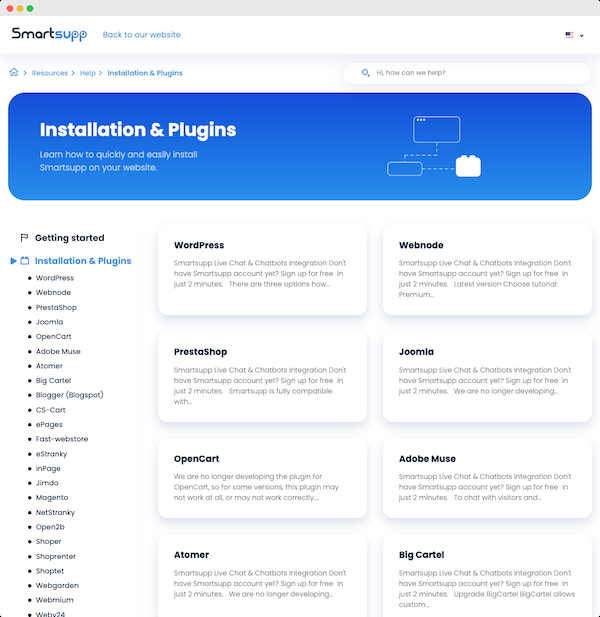 Smartsupp
Back to our website
Resources
Help
Installation & Plugins
Hi, how can we help?
Installation & Plugins
Learn how to quickly and easily install
Smartsupp on your website.
Getting started
Installation & Plugins
WordPress
Webnode
PrestaShop
Joomla
OpenCart
Adobe Muse
Atomer
Big Cartel
Blogger (Blogspot)
CS-Cart
ePages
Fast-webstore
eStranky
inPage
Jimdo
Magento
NetStranky
Open2b
Shoper
Shoprenter
Shoptet
Webgarden
Webmium
Weby24
WordPress
Smartsupp Live Chat & Chatbots Integration Don't
have Smartsupp account yet? Sign up for free in
just 2 minutes. There are three options how...
Webnode
Smartsupp Live Chat & Chatbots Integration Don't
have Smartsupp account yet? Sign up for free in
just 2 minutes. Latest version Choose tutorial:
Premium...
PrestaShop
Smartsupp Live Chat & Chatbots Integration Don't
have Smartsupp account yet? Sign up for free in
just 2 minutes. Smartsupp is fully compatible
with...
Joomla
Smartsupp Live Chat & Chatbots Integration Don't
have Smartsupp account yet? Sign up for free in
just 2 minutes. We are no longer developing...
OpenCart
We are no longer developing the plugin for
OpenCart, so for some versions, this plugin may
not work at all, or may not work correctly...
Adobe Muse
Smartsupp Live Chat & Chatbots Integration Don't
have Smartsupp account yet? Sign up for free in
just 2 minutes. To chat with visitors and...
Atomer
Smartsupp Live Chat & Chatbots Integration Don't
have Smartsupp account yet? Sign up for free in
just 2 minutes. We are no longer developing...
Big Cartel
Smartsupp Live Chat & Chatbots Integration Don't
have Smartsupp account yet? Sign up for free in
just 2 minutes. Upgrade BigCartel BigCartel allows
custom...